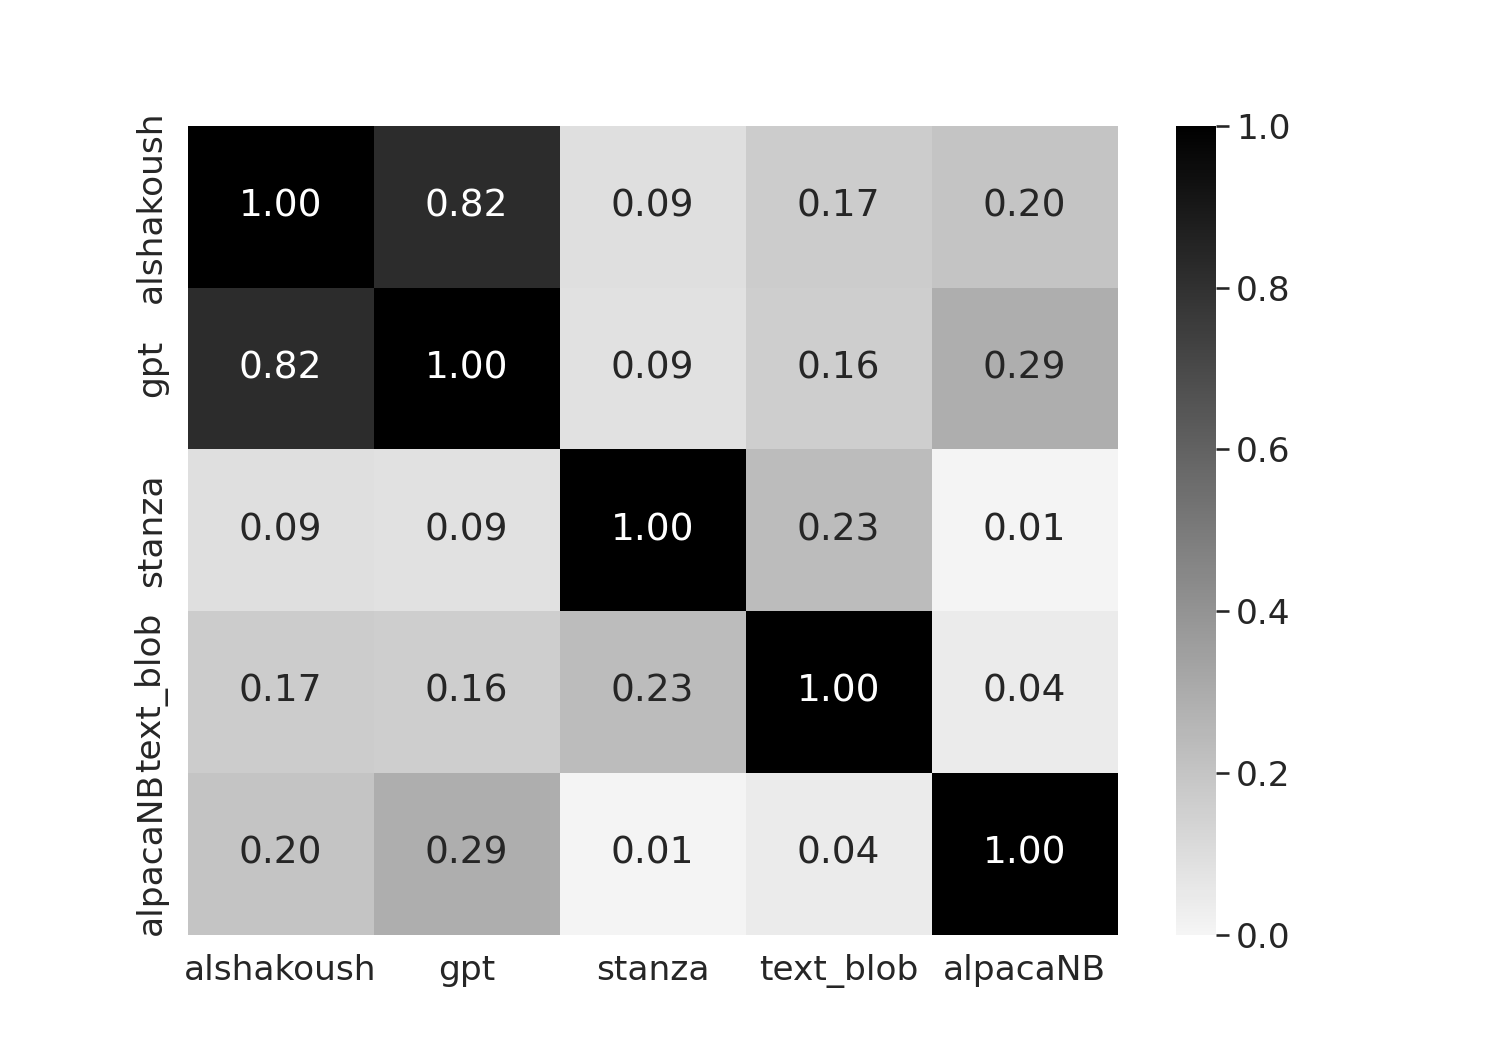 alshakoush 1.00 0.82 0.09 0.17 0.20
gpt 0.82 1.00 0.09 0.16 0.29
stanza 0.09 0.09 1.00 0.23 0.01
text_blob 0.17 0.16 0.23 1.00 0.04
alpacaNB 0.20 0.29 0.01 0.04 1.00
alshakoush gpt stanza text_blob alpacaNB
1.0
0.8
0.6
0.4
0.2
0.0